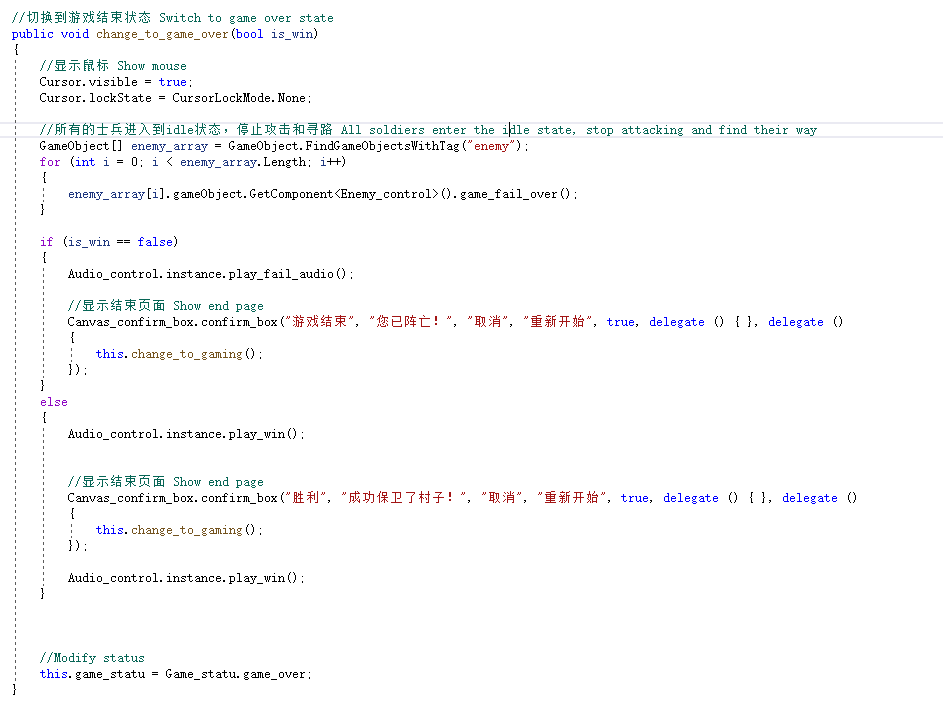 //切换到游戏结束状态 Switch to game over state
public void change_to_game_over(bool is_win)
{
//显示鼠标 Show mouse
Cursor.visible = true;
Cursor.lockState = CursorLockMode.None;
//所有的士兵进入到idle状态，停止攻击和寻路 All soldiers enter the idle state, stop attacking and find their way
GameObject[] enemy_array = GameObject.FindGameObjectsWithTag("enemy");
for (int i = 0; i < enemy_array.Length; i++)
{
enemy_array[i].gameObject.GetComponent<Enemy_control>().game_fail_over();
}
if (is_win == false)
{
Audio_control.instance.play_fail_audio();
//显示结束页面 Show end page
Canvas_confirm_box.confirm_box("游戏结束", "您已阵亡！", "取消", "重新开始", true, delegate () { }, delegate ()
{
this.change_to_gaming();
});
}
else
{
Audio_control.instance.play_win();
//显示结束页面 Show end page
Canvas_confirm_box.confirm_box("胜利", "成功保卫了村子！", "取消", "重新开始", true, delegate () { }, delegate ()
{
this.change_to_gaming();
});
Audio_control.instance.play_win();
}
//Modify status
this.game_statu = Game_statu.game_over;
}